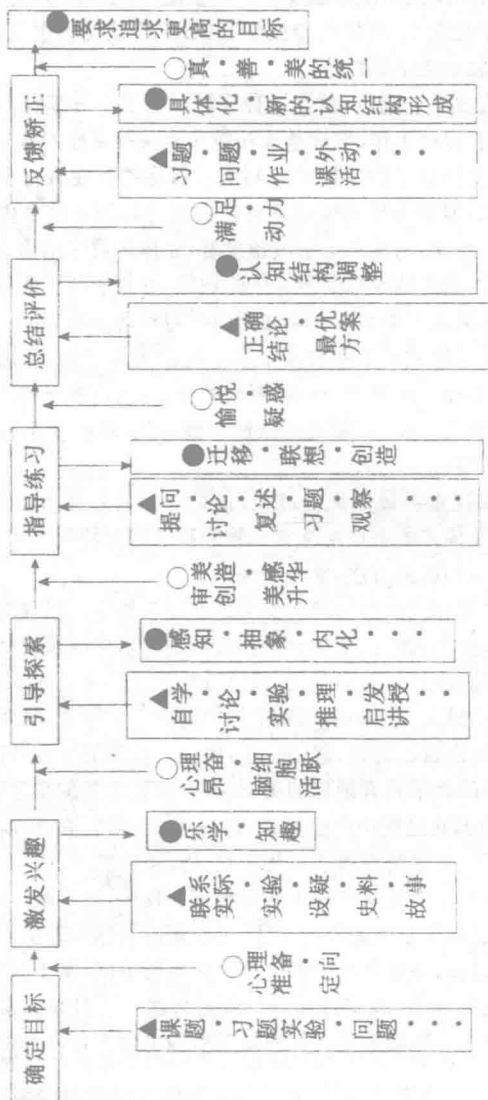 确定目标
▲课题·习题实验·问题···
○心理准备·定向
激发兴趣
▲联系实际·实验·设疑·史料·故事
●乐学·知趣
○心理昂奋·脑细胞活跃
引导探索
▲自学·讨论·实验·推理·启发讲授··
●感知·抽象·内化···
○审美创造·美感升华
指导练习
▲提问·讨论·复述·习题·观察···
●迁移·联想·创造
○愉悦·疑惑
总结评价
▲正确结论·最优方案
●认知结构调整
○满足·动力
反馈矫正
▲习题·问题·作业·课外活动···
●具体化·新的认知结构形成
○真·善·美的统一
●要求追求更高的目标